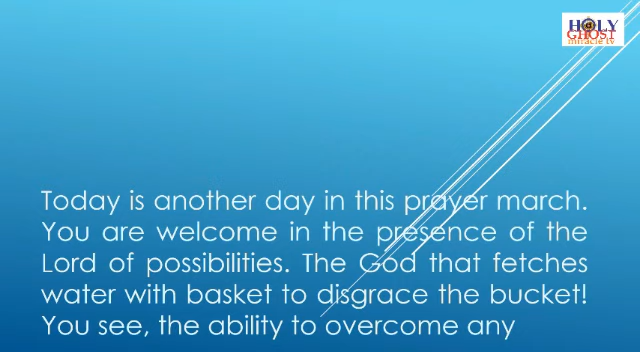 HOLY
GHOST
miracle tv
Today is another day in this prayer march.
You are welcome in the presence of the
Lord of possibilities. The God that fetches
water with basket to disgrace the bucket!
You see, the ability to overcome any